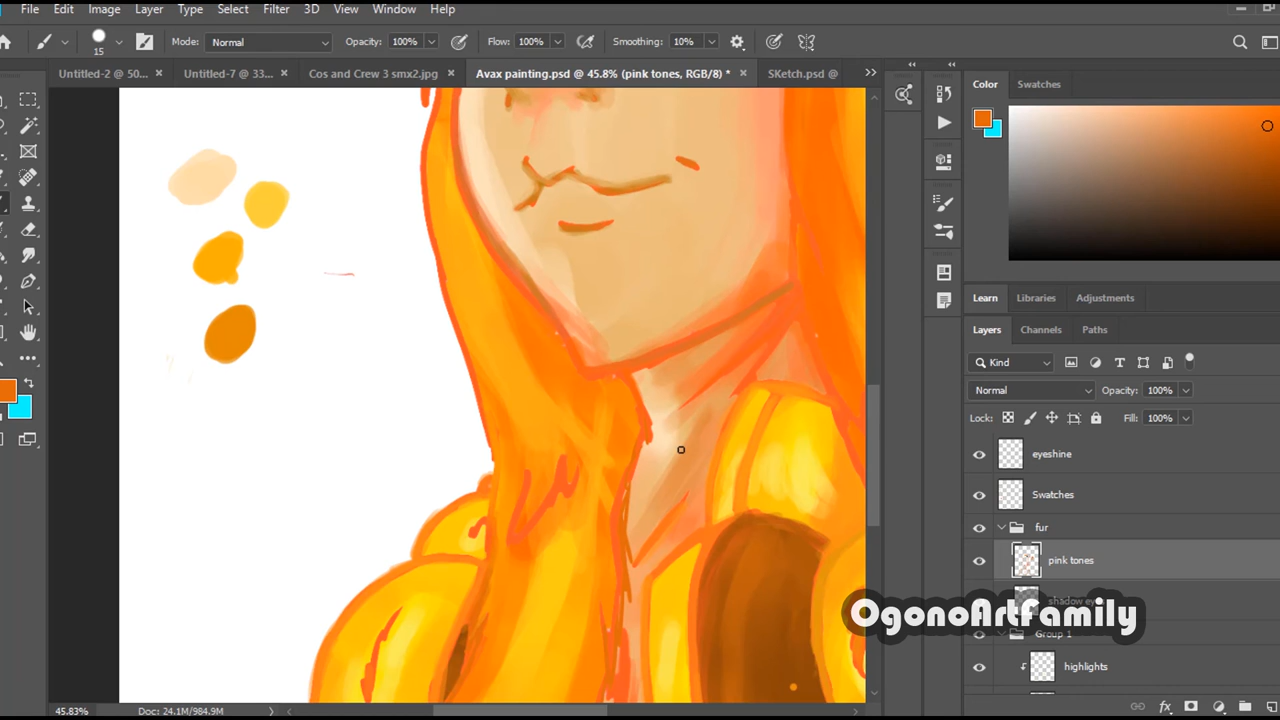 File Edit Image Layer Type Select Filter 3D View Window Help
15 Mode: Normal Opacity: 100% Flow: 100% Smoothing: 10%
Untitled-2 @ 50... Untitled-7 @ 33... Cos and Crew 3 smx2.jpg Avax painting.psd @ 45.8% (pink tones, RGB/8) * SKetch.psd @
Color Swatches
Learn Libraries Adjustments
Layers Channels Paths
Kind
Normal Opacity: 100%
Lock: Fill: 100%
eyeshine
Swatches
fur
pink tones
OgonoArtFamily
Group 1
highlights
45.83% Doc: 24.1M/984.9M